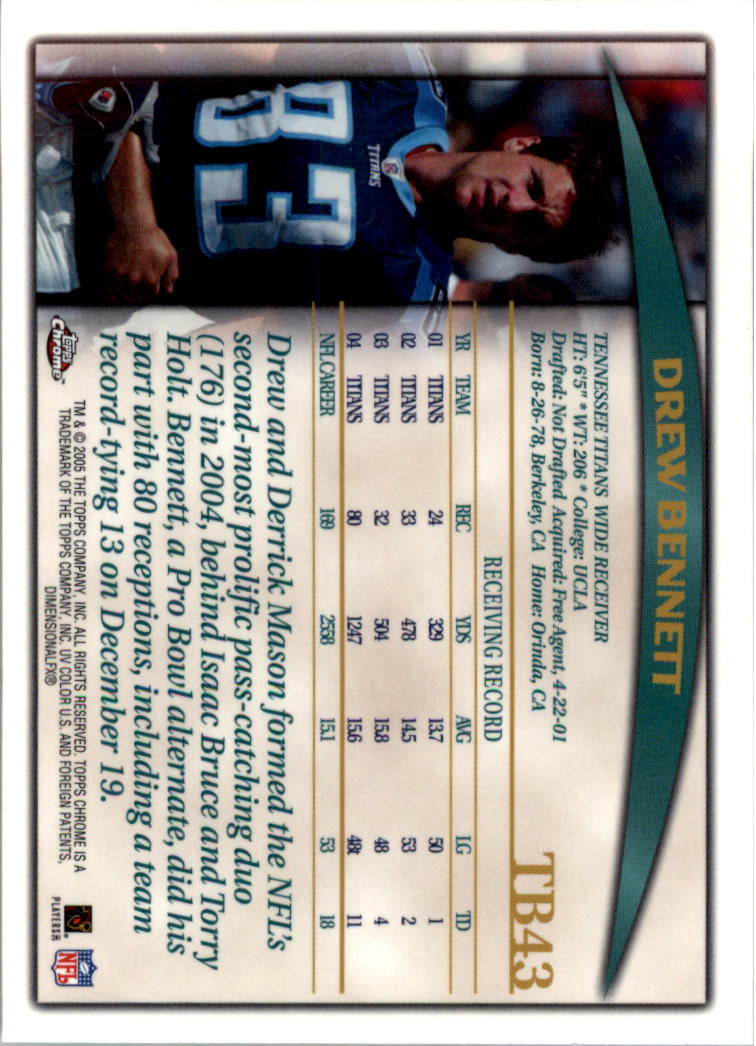 DREW BENNETT
TB43
TENNESSEE TITANS WIDE RECEIVER
HT: 6'5" * WT: 206 * College: UCLA
Drafted: Not Drafted Acquired: Free Agent, 4-22-01
Born: 8-26-78, Berkeley, CA Home: Orinda, CA
RECEIVING RECORD
YR TEAM REC YDS AVG LG TD
01 TITANS 24 329 13.7 50 1
02 TITANS 33 478 14.5 53 2
03 TITANS 32 504 15.8 48 4
04 TITANS 80 1247 15.6 48t 11
NFL CAREER 169 2558 15.1 53 18
Drew and Derrick Mason formed the NFL's
second-most prolific pass-catching duo
(176) in 2004, behind Isaac Bruce and Torry
Holt. Bennett, a Pro Bowl alternate, did his
part with 80 receptions, including a team
record-tying 13 on December 19.
TM & © 2005 THE TOPPS COMPANY, INC. ALL RIGHTS RESERVED. TOPPS CHROME IS A
TRADEMARK OF THE TOPPS COMPANY, INC. UV COLOR U.S. AND FOREIGN PATENTS,
DIMENSIONALFX®
Topps Chrome
PLAYERS INC
NFL
TITANS
83